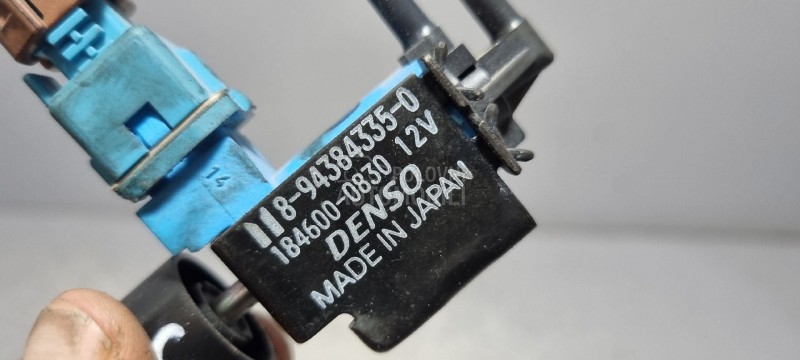 8-94384335-0
184600-0830 12V
DENSO
MADE IN JAPAN
14